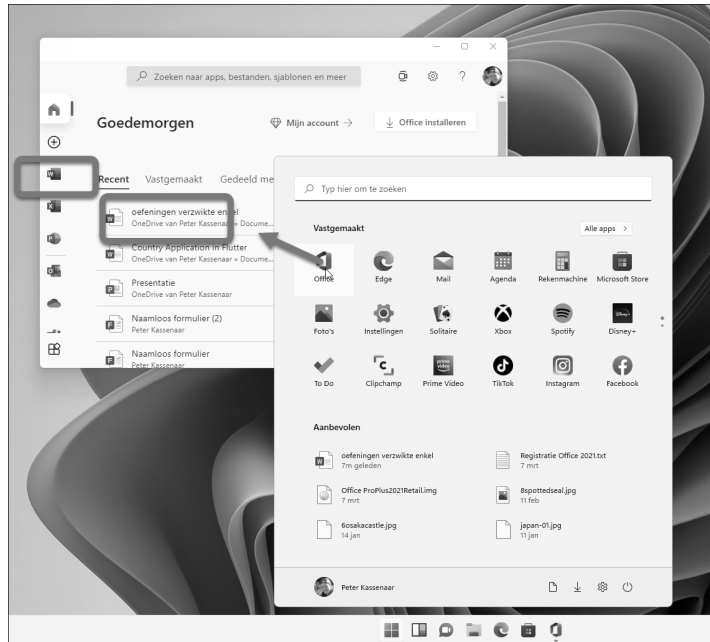 Zoeken naar apps, bestanden, sjablonen en meer
Goedemorgen
Mijn account
Office installeren
Recent
Vastgemaakt
Gedeeld me
oefeningen verzwikte enkel
OneDrive van Peter Kassenaar » Docume...
Country Application in Flutter
OneDrive van Peter Kassenaar » Docume...
Presentatie
OneDrive van Peter Kassenaar
Naamloos formulier (2)
Peter Kassenaar
Naamloos formulier
Peter Kassenaar
Typ hier om te zoeken
Vastgemaakt
Alle apps >
Office
Edge
Mail
Agenda
Rekenmachine
Microsoft Store
Foto's
Instellingen
Solitaire
Xbox
Spotify
Disney+
To Do
Clipchamp
Prime Video
TikTok
Instagram
Facebook
Aanbevolen
oefeningen verzwikte enkel
7m geleden
Registratie Office 2021.txt
7 mrt
Office ProPlus2021Retail.img
7 mrt
8spottedseal.jpg
11 feb
6osakacastle.jpg
14 jan
japan-01.jpg
11 jan
Peter Kassenaar